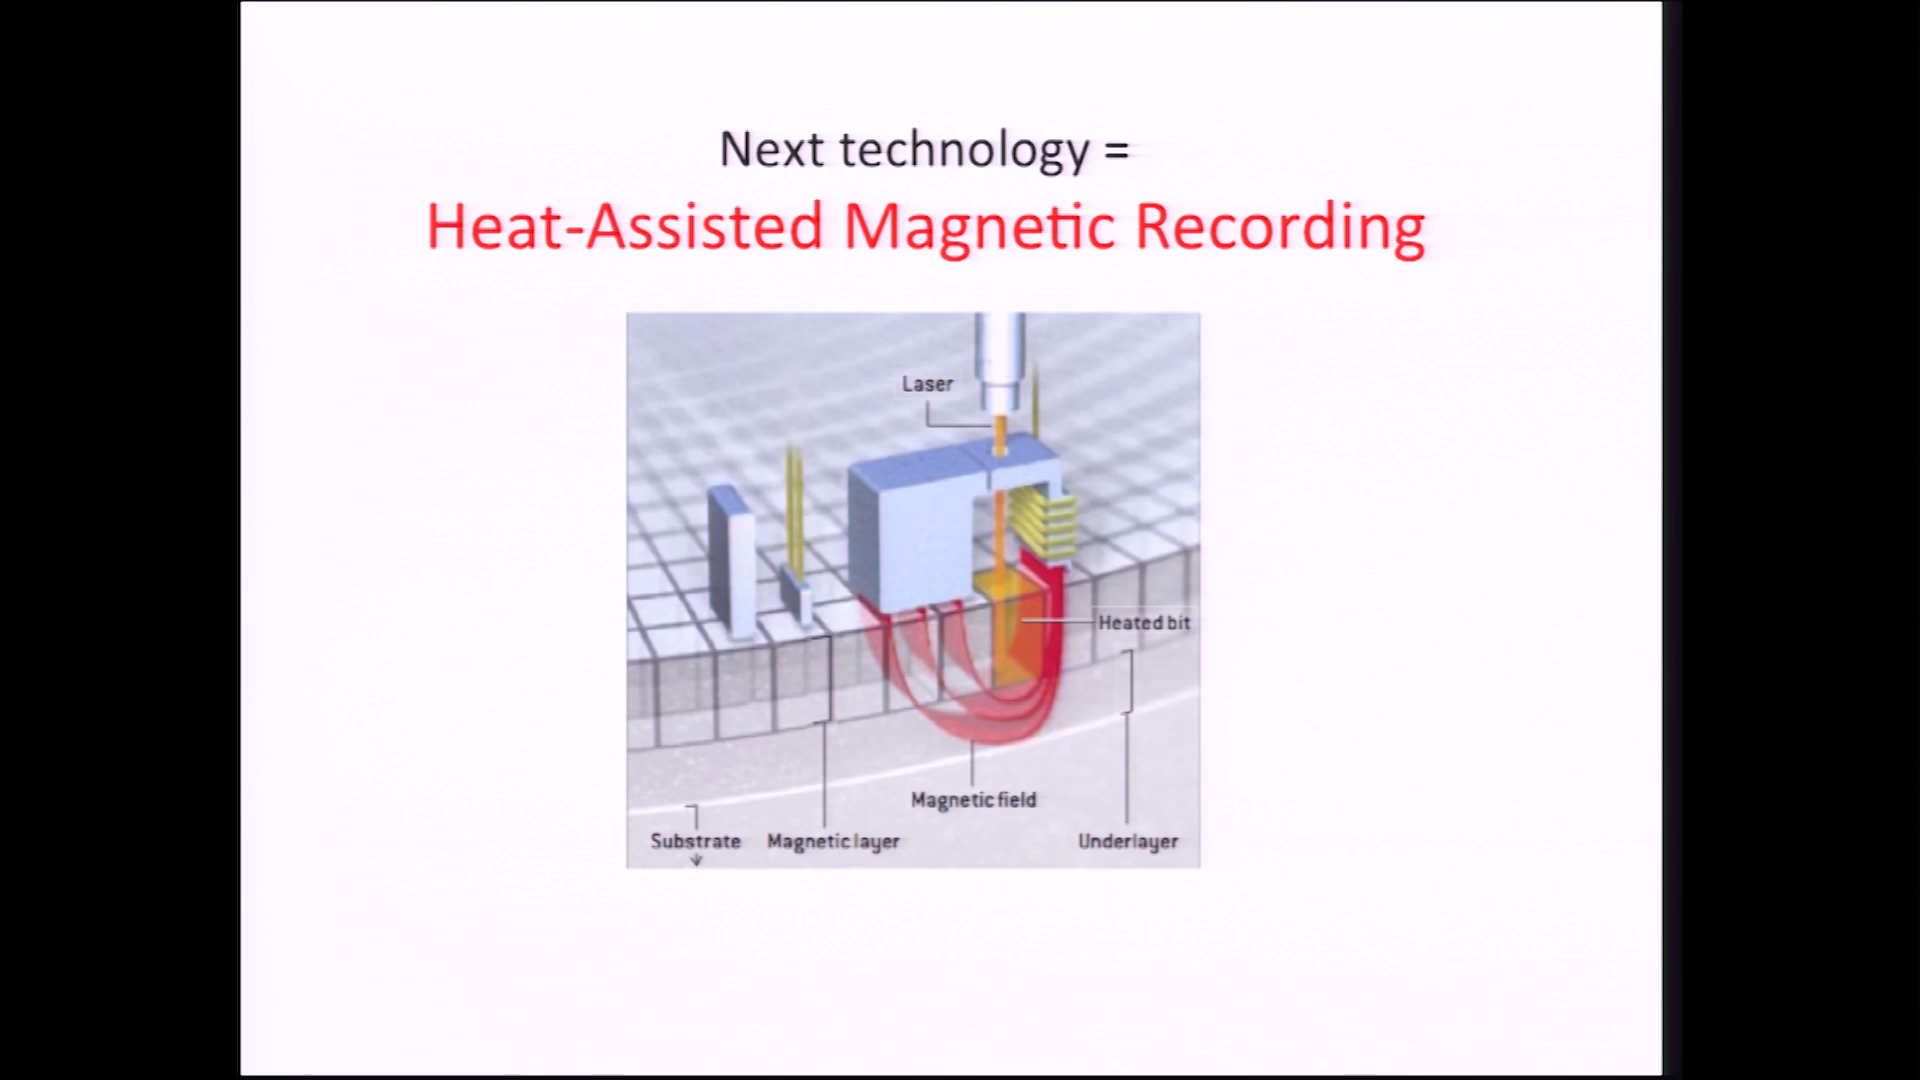 Next technology =
Heat-Assisted Magnetic Recording
Laser
Heated bit
Magnetic field
Substrate Magnetic layer Underlayer